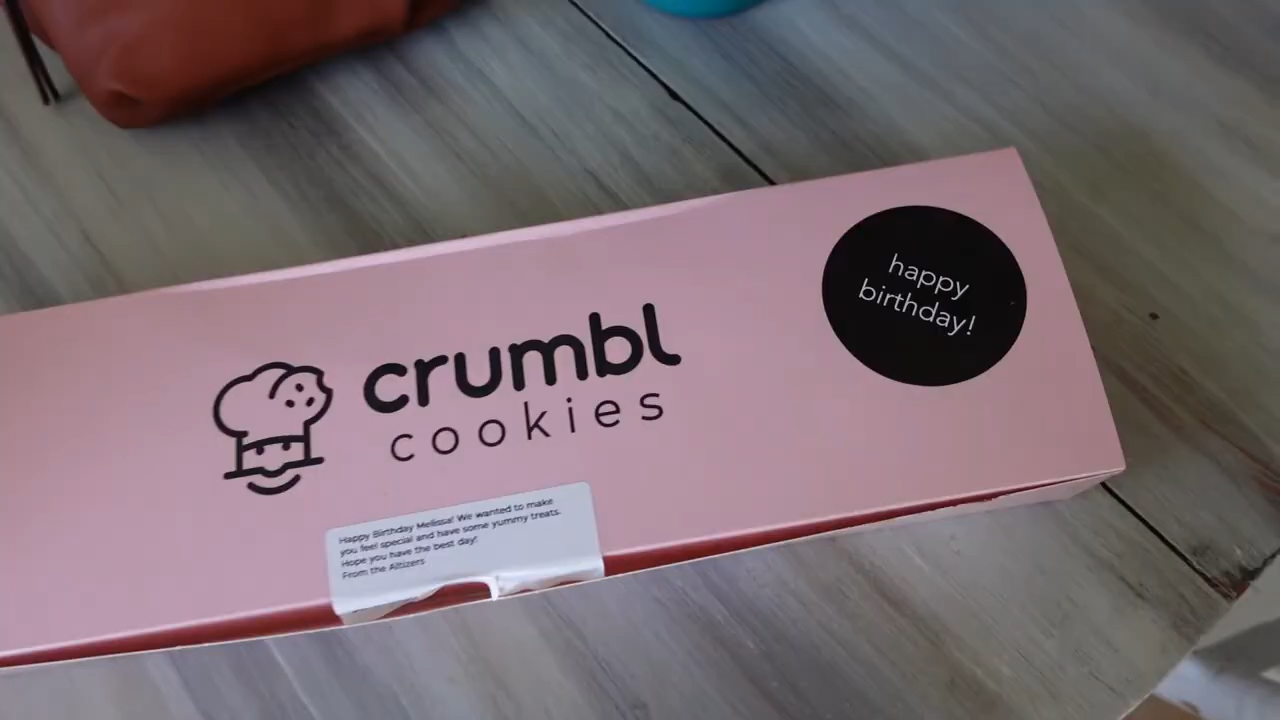 happy
birthday!
crumbl
cookies
Happy Birthday Melissa! We wanted to make
you feel special and have some yummy treats.
Hope you have the best day!
From the Altizers